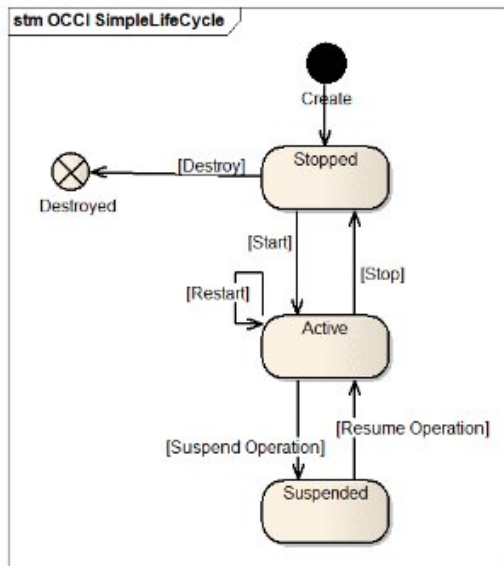 stm OCCI SimpleLifeCycle
Create
Stopped
[Destroy]
Destroyed
[Start]
[Stop]
[Restart]
Active
[Resume Operation]
[Suspend Operation]
Suspended